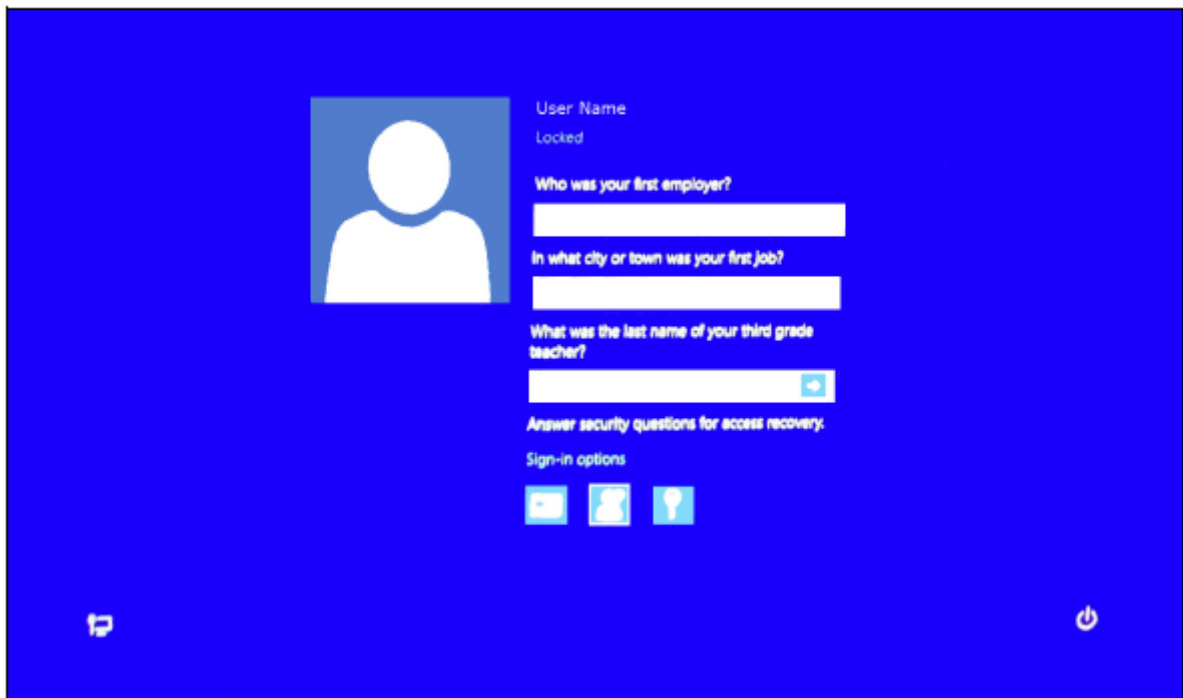 User Name
Locked
Who was your first employer?
In what city or town was your first job?
What was the last name of your third grade
teacher?
Answer security questions for access recovery.
Sign-in options